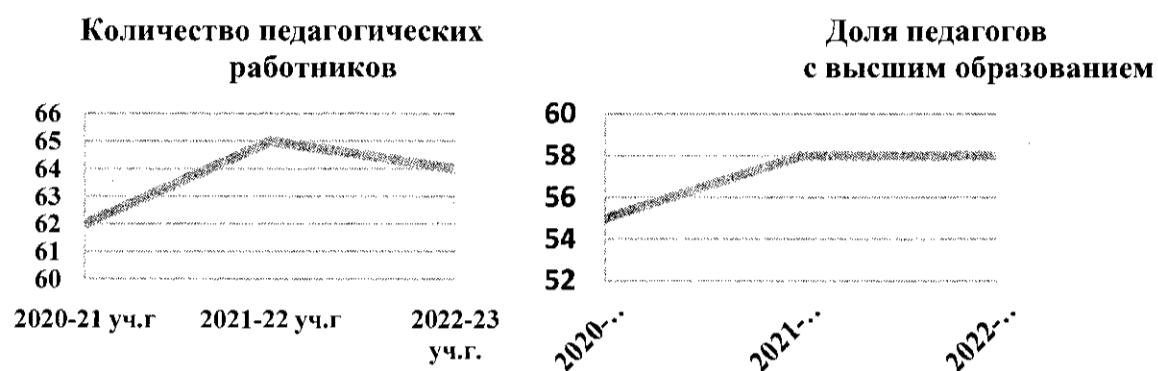 Количество педагогических
работников
66
65
64
63
62
61
60
2020-21 уч.г
2021-22 уч.г
2022-23
уч.г.
Доля педагогов
с высшим образованием
60
58
56
54
52
2020-..
2021-..
2022-..